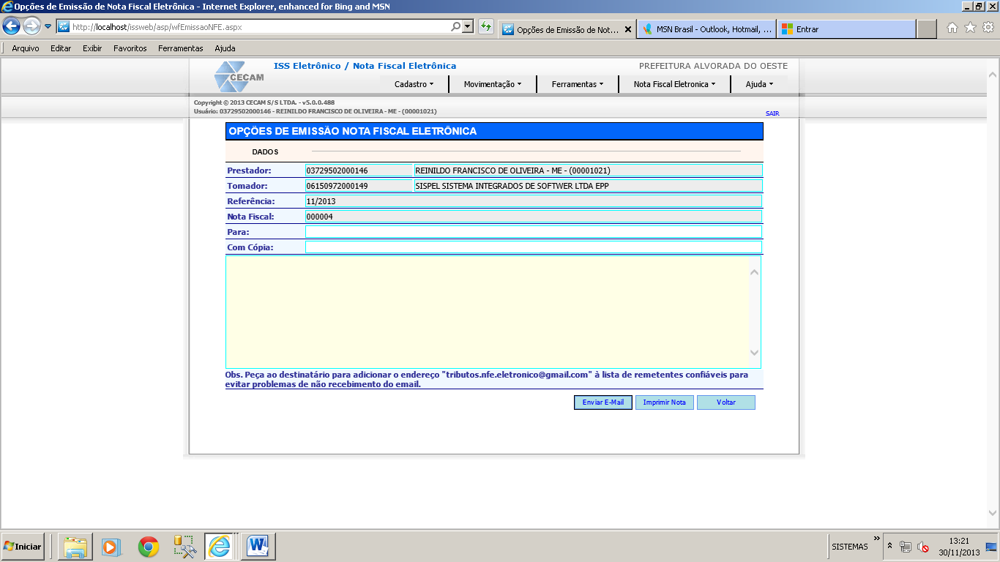 Opções de Emissão de Nota Fiscal Eletrônica - Internet Explorer, enhanced for Bing and MSN
http://localhost/issweb/asp/wfEmissaoNFE.aspx
Opções de Emissão de Not...
MSN Brasil - Outlook, Hotmail, ...
Entrar
Arquivo Editar Exibir Favoritos Ferramentas Ajuda
CECAM
ISS Eletrônico / Nota Fiscal Eletrônica
PREFEITURA ALVORADA DO OESTE
Cadastro Movimentação Ferramentas Nota Fiscal Eletronica Ajuda
Copyright © 2013 CECAM S/S LTDA. - v5.0.0.488
Usuário: 03729502000146 - REINILDO FRANCISCO DE OLIVEIRA - ME - (00001021)
SAIR
OPÇÕES DE EMISSÃO NOTA FISCAL ELETRÔNICA
DADOS
Prestador: 03729502000146 REINILDO FRANCISCO DE OLIVEIRA - ME - (00001021)
Tomador: 06150972000149 SISPEL SISTEMA INTEGRADOS DE SOFTWER LTDA EPP
Referência: 11/2013
Nota Fiscal: 000004
Para:
Com Cópia:
Obs. Peça ao destinatário para adicionar o endereço "tributos.nfe.eletronico@gmail.com" à lista de remetentes confiáveis para
evitar problemas de não recebimento do email.
Enviar E-Mail Imprimir Nota Voltar
Iniciar
SISTEMAS
13:21
30/11/2013